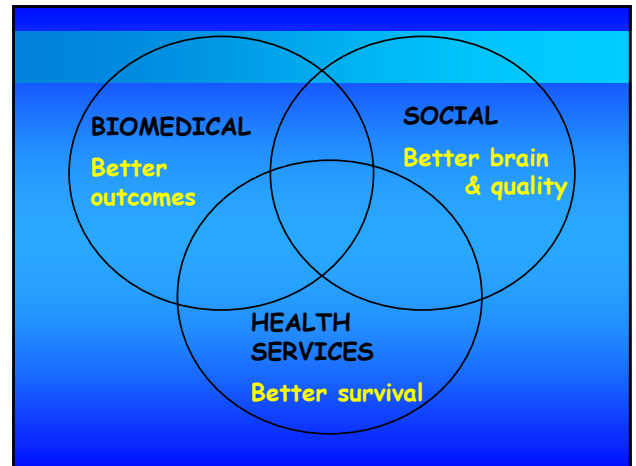 BIOMEDICAL
Better
outcomes
SOCIAL
Better brain
& quality
HEALTH
SERVICES
Better survival